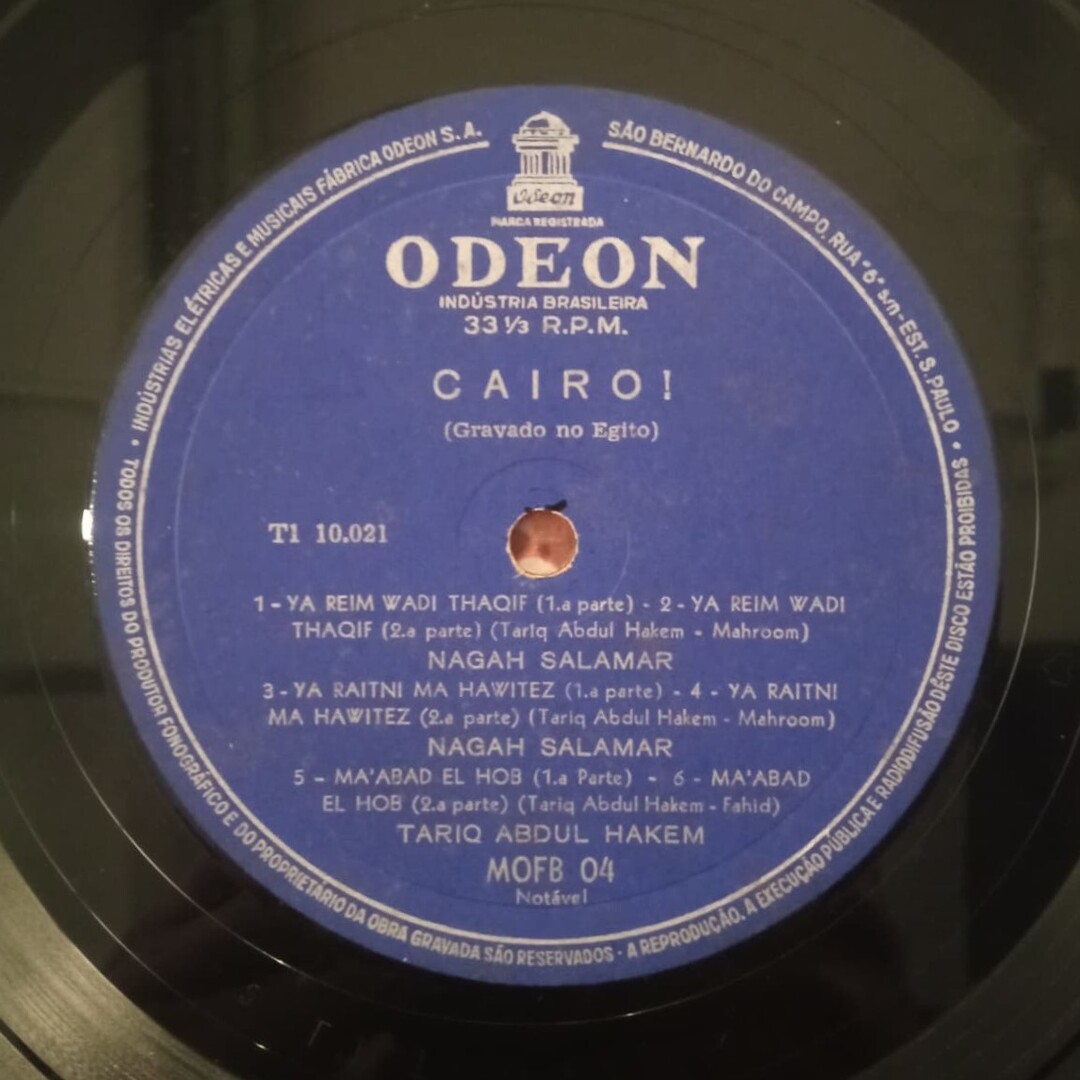 INDÚSTRIAS ELÉTRICAS E MUSICAIS FÁBRICA ODEON S.A.
SÃO BERNARDO DO CAMPO. RUA "6" s/n-EST. S. PAULO
Odeon
MARCA REGISTRADA
ODEON
INDÚSTRIA BRASILEIRA
33 1/3 R.P.M.
CAIRO!
(Gravado no Egito)
T1 10.021
1-YA REIM WADI THAQIF (1.a parte) - 2-YA REIM WADI
THAQIF (2.a parte) (Tariq Abdul Hakem - Mahroom)
NAGAH SALAMAR
3-YA RAITNI MA HAWITEZ (1.a parte) - 4 - YA RAITNI
MA HAWITEZ (2.a parte) (Tariq Abdul Hakem - Mahroom)
NAGAH SALAMAR
5 - MA'ABAD EL HOB (1.a Parte) - 6 - MA'ABAD
EL HOB (2.a parte) (Tariq Abdul Hakem - Fahid)
TARIQ ABDUL HAKEM
MOFB 04
Notável
• TODOS OS DIREITOS DO PRODUTOR FONOGRÁFICO E DO PROPRIETÁRIO DA OBRA GRAVADA SÃO RESERVADOS · A REPRODUÇÃO, A EXECUÇÃO PÚBLICA E RADIODIFUSÃO DÊSTE DISCO ESTÃO PROIBIDAS •